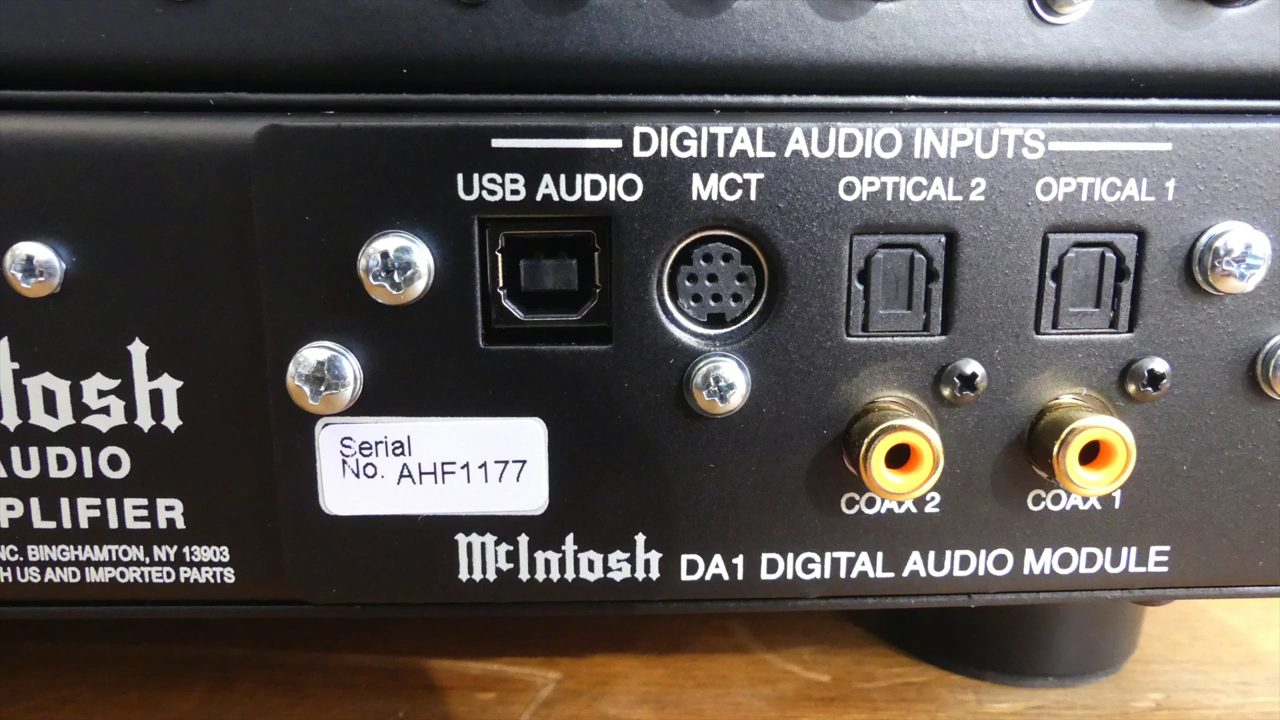 DIGITAL AUDIO INPUTS
USB AUDIO MCT OPTICAL 2 OPTICAL 1
Serial
No. AHF1177
COAX 2 COAX 1
McIntosh DA1 DIGITAL AUDIO MODULE
ntosh
AUDIO
PLIFIER
NC. BINGHAMTON, NY 13903
H US AND IMPORTED PARTS